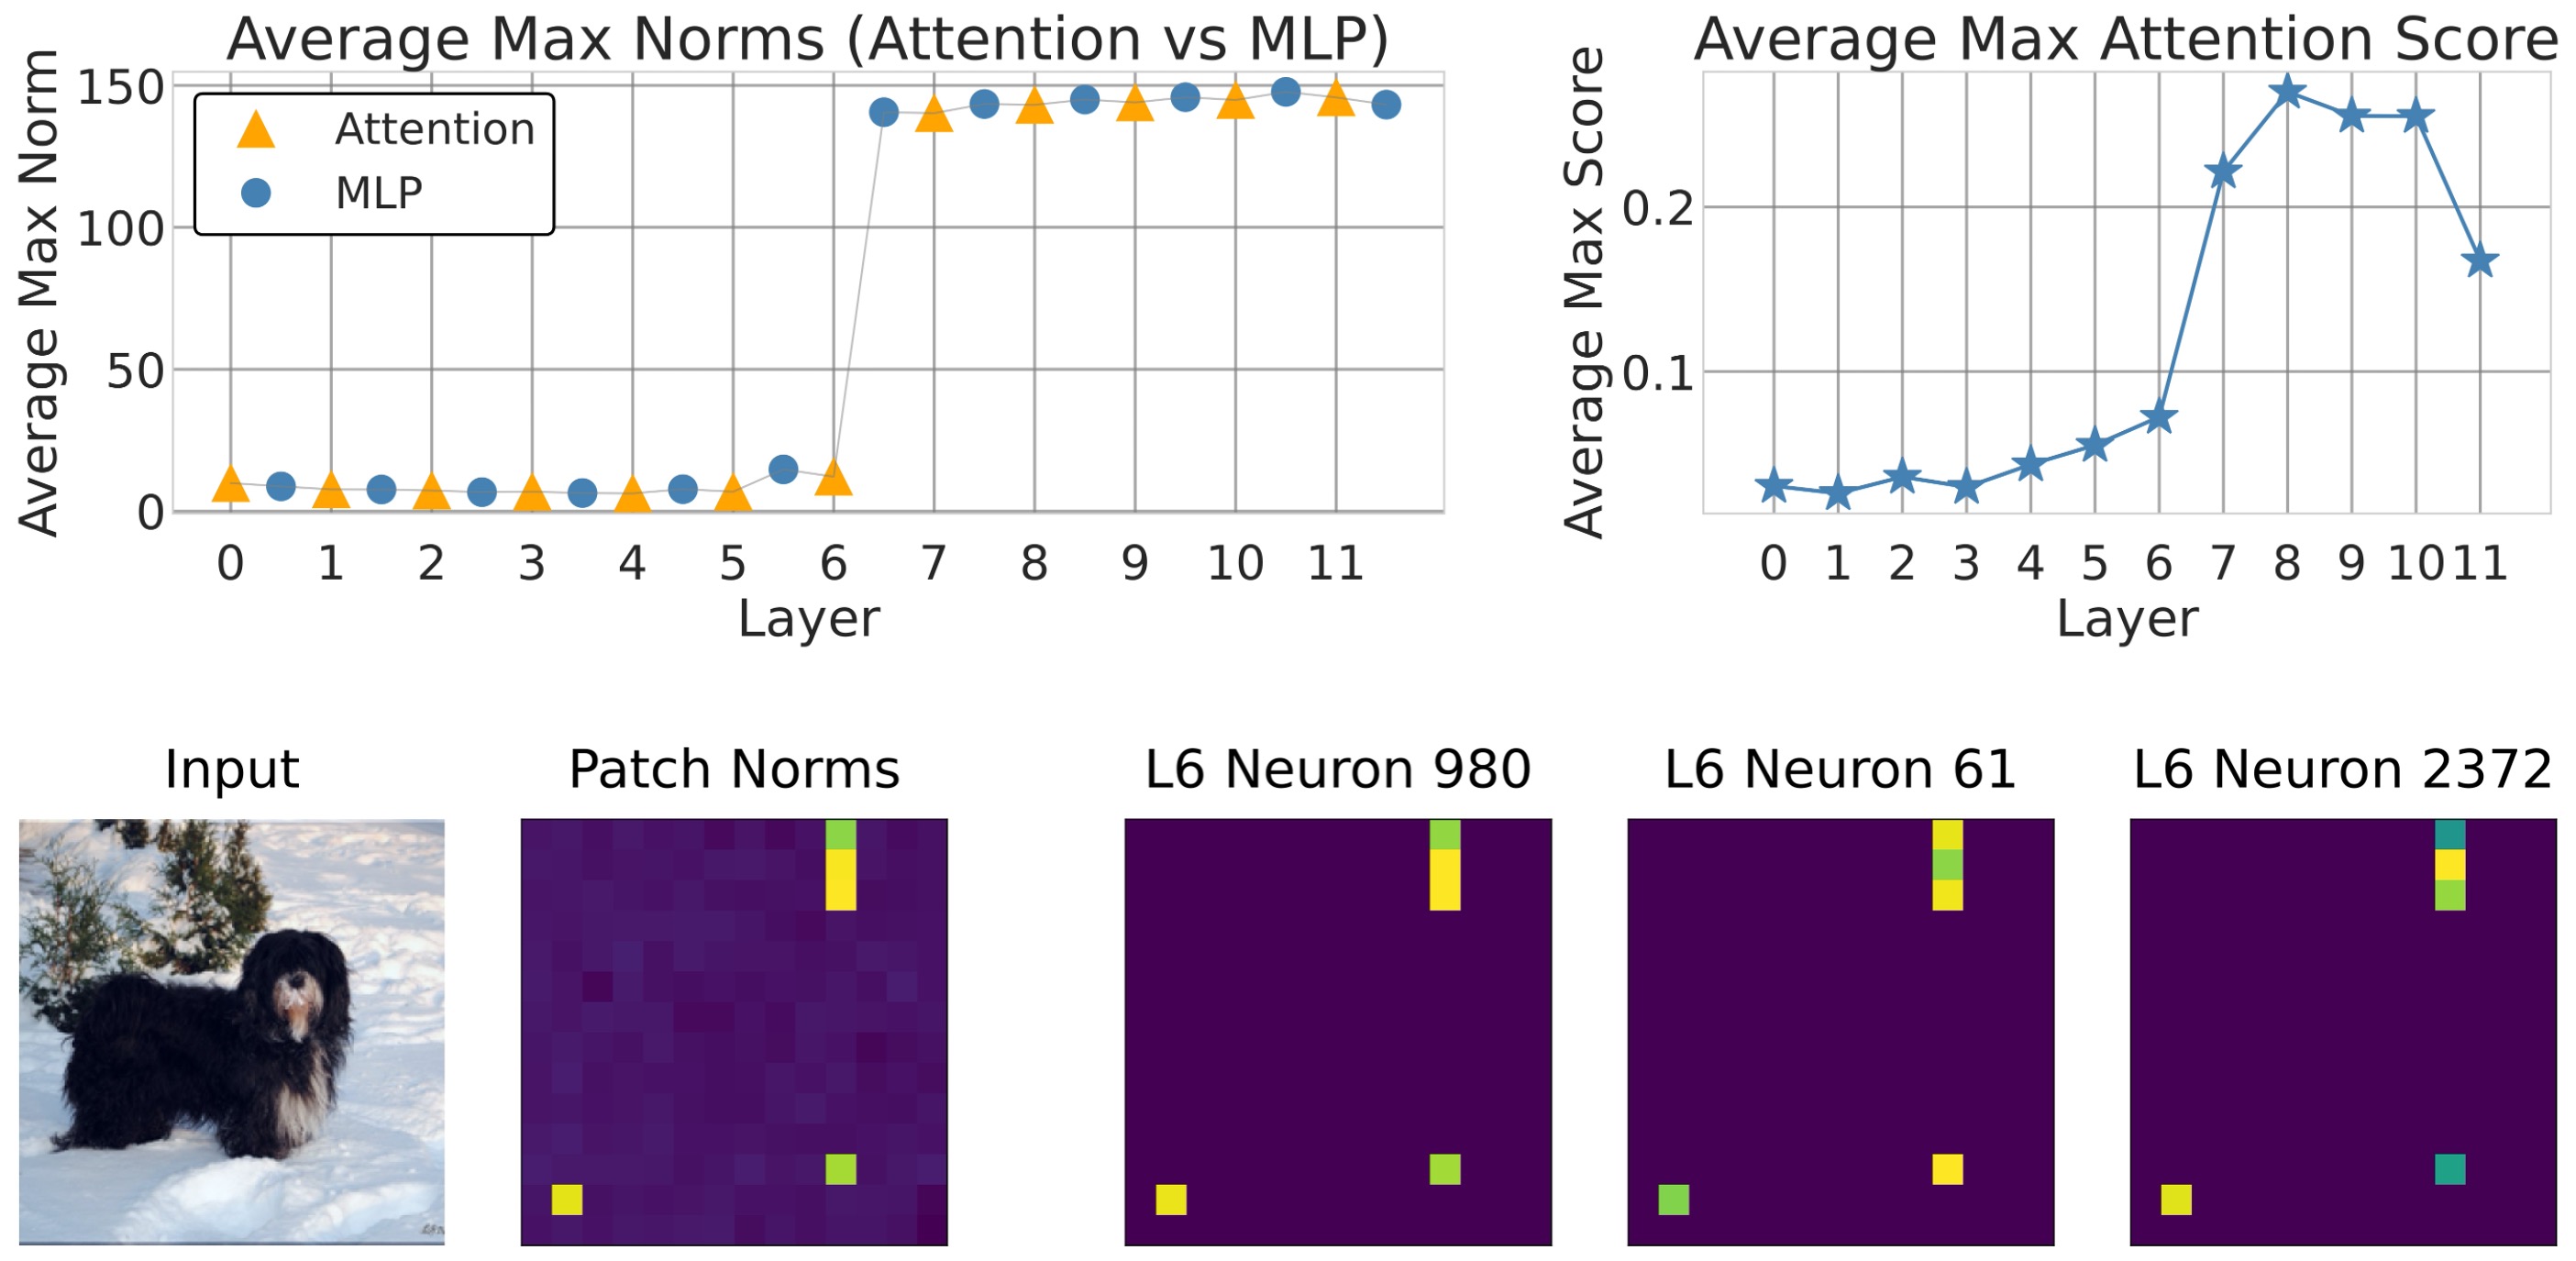 Average Max Norms (Attention vs MLP)
Average Max Norm
150
100
50
0
Attention
MLP
0 1 2 3 4 5 6 7 8 9 10 11
Layer
Average Max Attention Score
Average Max Score
0.2
0.1
0 1 2 3 4 5 6 7 8 9 10 11
Layer
Input
Patch Norms
L6 Neuron 980
L6 Neuron 61
L6 Neuron 2372